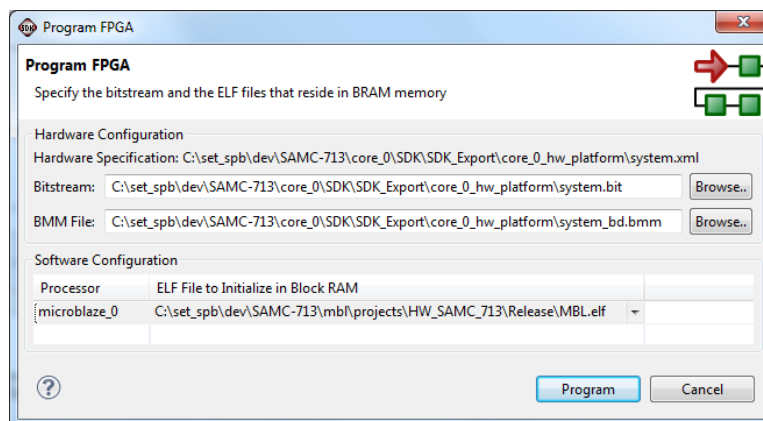 SDK Program FPGA
Program FPGA
Specify the bitstream and the ELF files that reside in BRAM memory
Hardware Configuration
Hardware Specification: C:\set_spb\dev\SAMC-713\core_0\SDK\SDK_Export\core_0_hw_platform\system.xml
Bitstream: C:\set_spb\dev\SAMC-713\core_0\SDK\SDK_Export\core_0_hw_platform\system.bit Browse..
BMM File: C:\set_spb\dev\SAMC-713\core_0\SDK\SDK_Export\core_0_hw_platform\system_bd.bmm Browse..
Software Configuration
Processor ELF File to Initialize in Block RAM
microblaze_0 C:\set_spb\dev\SAMC-713\mbl\projects\HW_SAMC_713\Release\MBL.elf
? Program Cancel